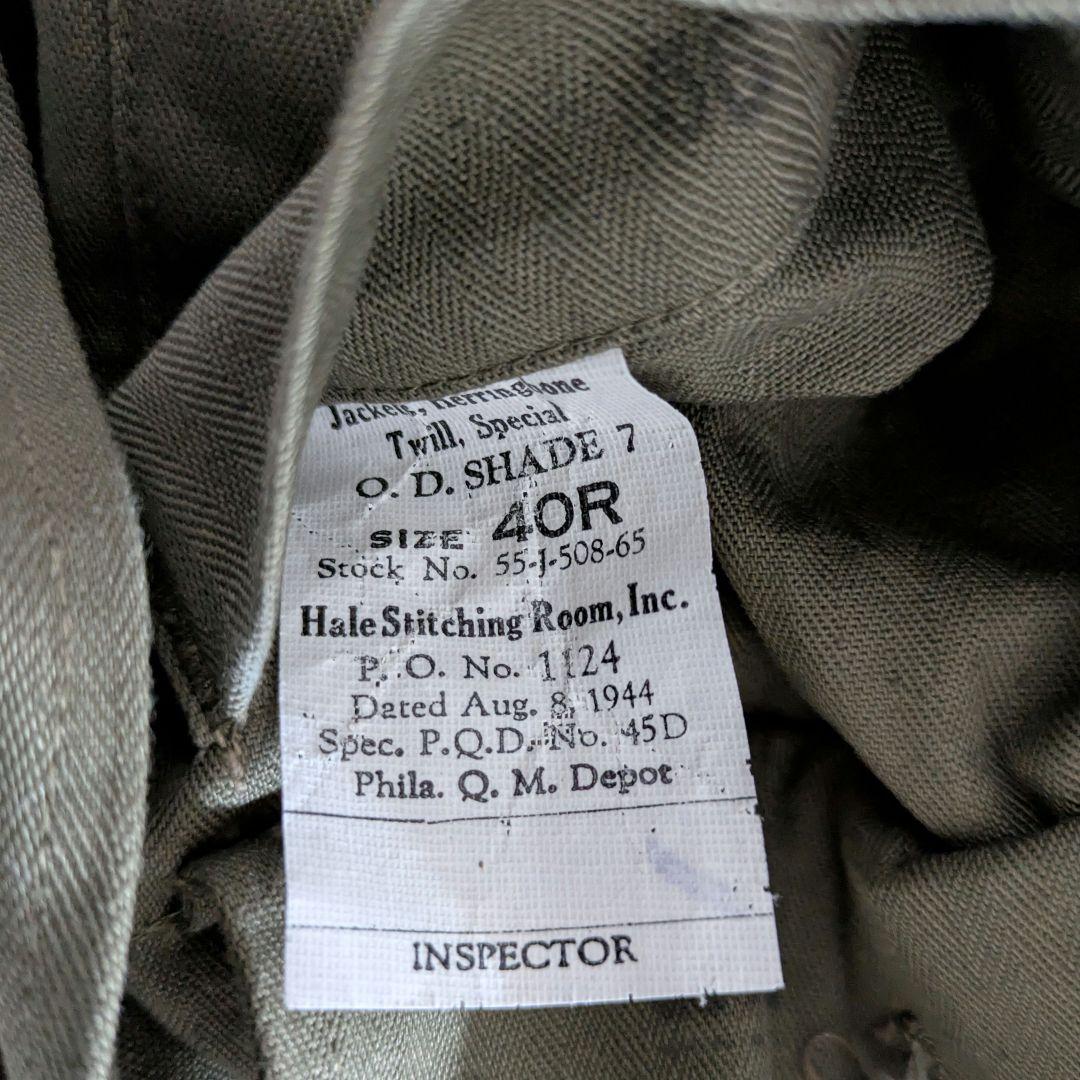 Jackets, Herringbone
Twill, Special
O. D. SHADE 7
SIZE 40R
Stock No. 55-J-508-65
Hale Stitching Room, Inc.
P. O. No. 1124
Dated Aug. 8, 1944
Spec. P.Q.D. No. 45D
Phila. Q. M. Depot
INSPECTOR